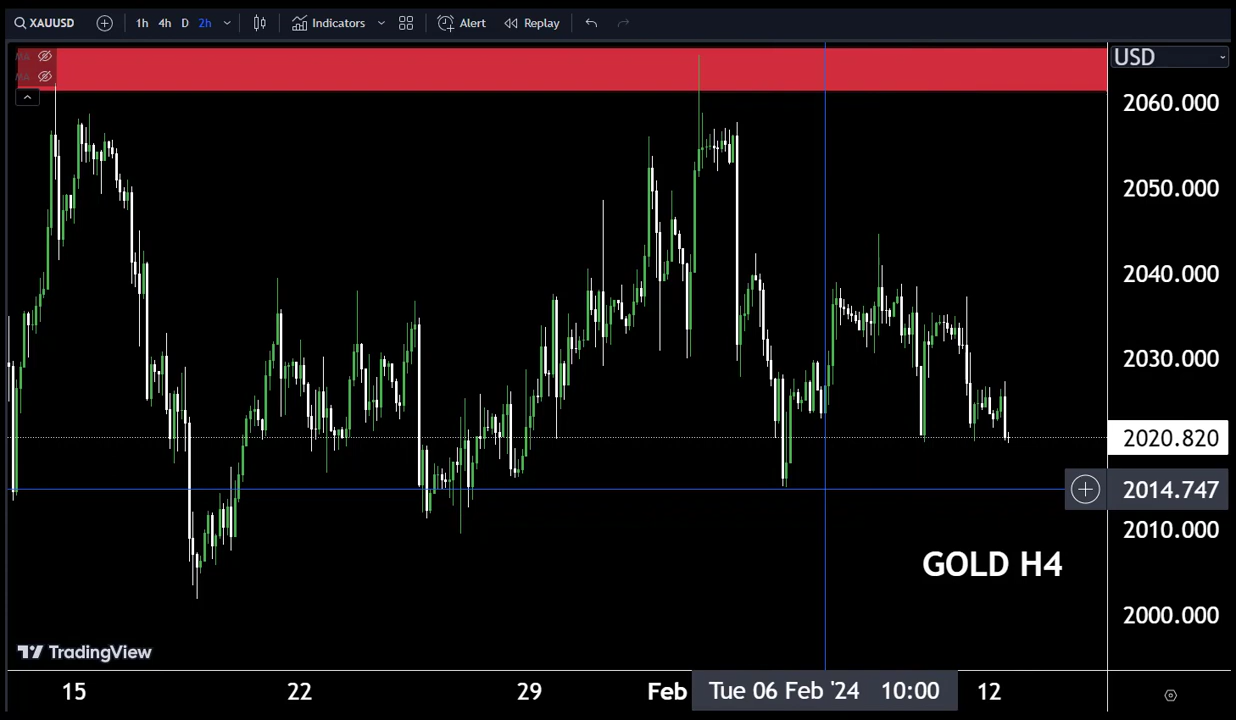 XAUUSD 1h 4h D 2h Indicators Alert Replay
MA
MA
USD
2060.000
2050.000
2040.000
2030.000
2020.820
2014.747
2010.000
GOLD H4
2000.000
TradingView
15 22 29 Feb Tue 06 Feb '24 10:00 12